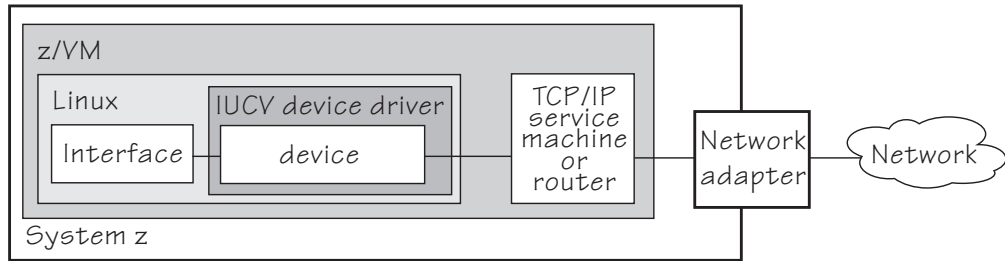 z/VM
Linux
IUCV device driver
Interface
device
TCP/IP
service
machine
or
router
Network
adapter
Network
System z